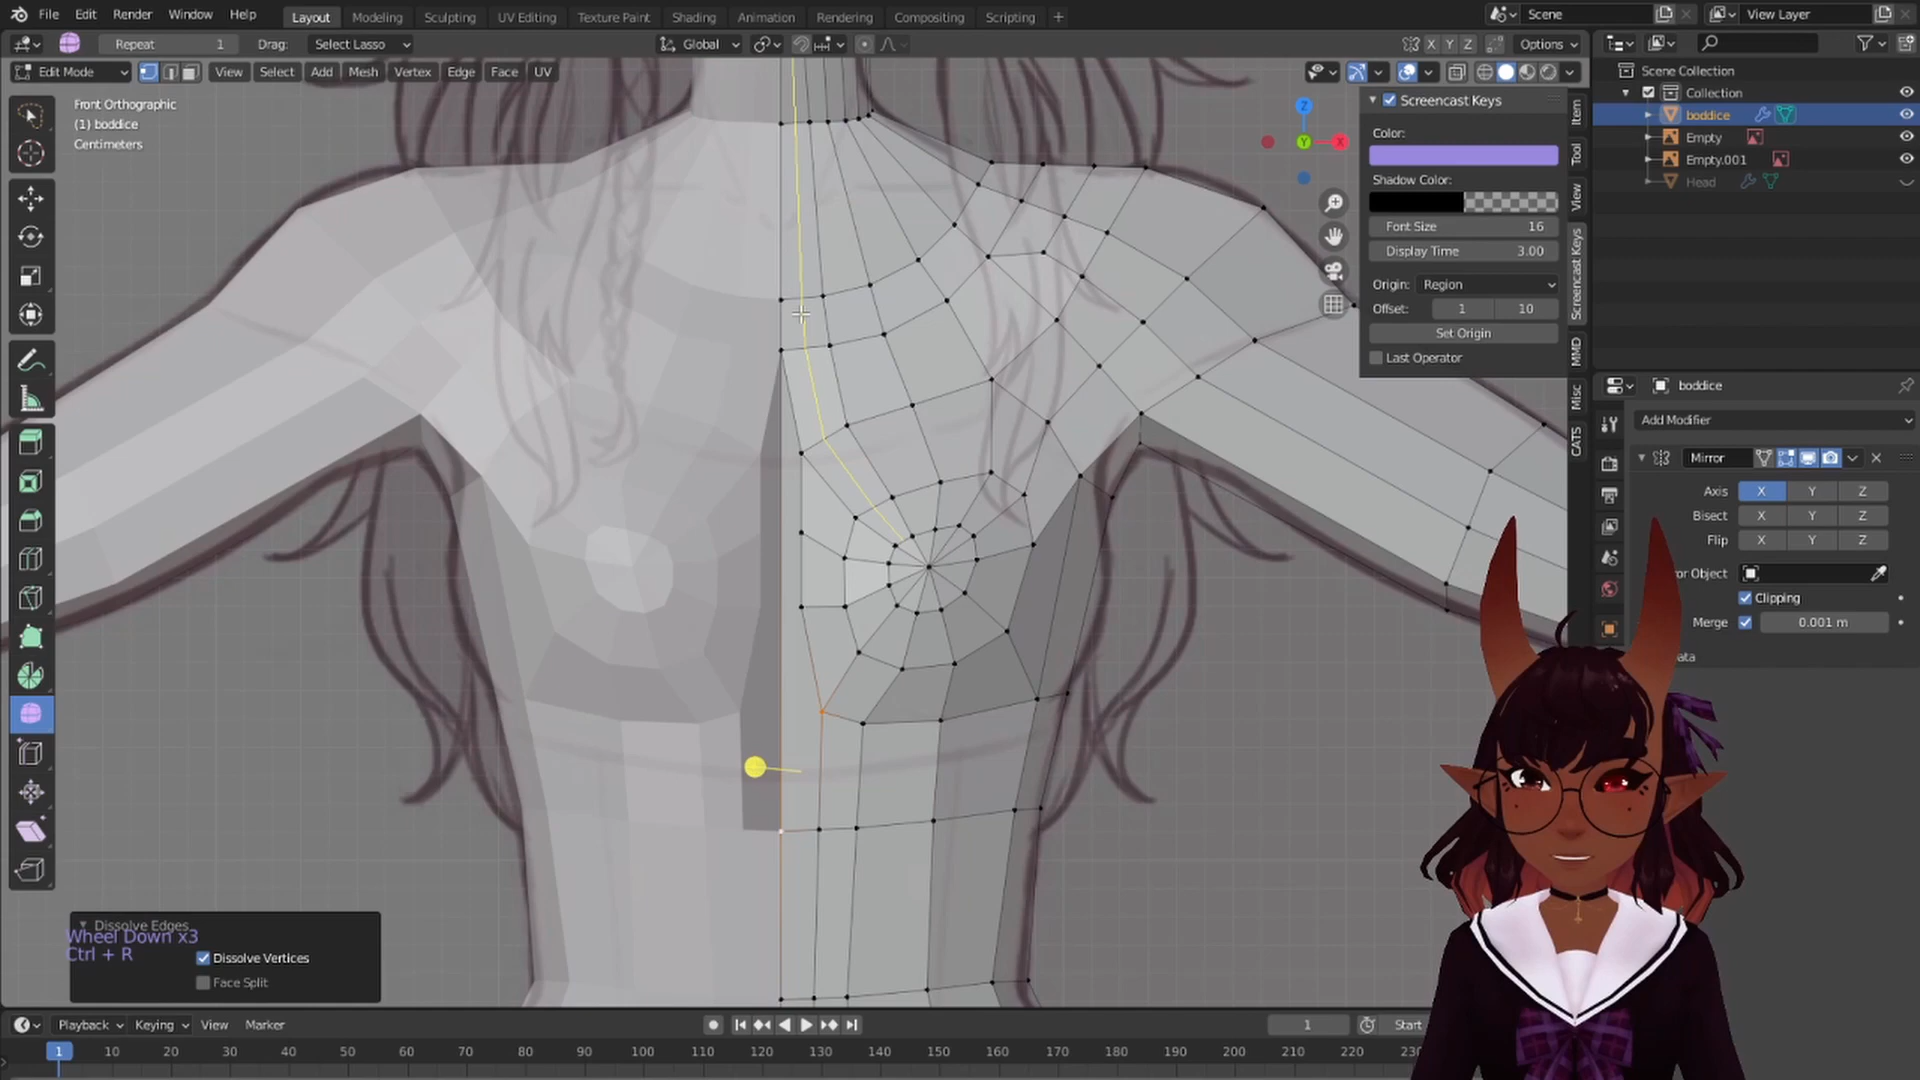 File Edit Render Window Help Layout Modeling Sculpting UV Editing Texture Paint Shading Animation Rendering Compositing Scripting + Scene View Layer
Repeat 1 Drag: Select Lasso Global X Y Z Options
Edit Mode View Select Add Mesh Vertex Edge Face UV
Front Orthographic
(1) boddice
Centimeters
Z
Y
X
Screencast Keys
Color:
Shadow Color:
Font Size 16
Display Time 3.00
Origin: Region
Offset: 1 10
Set Origin
Last Operator
Item
Tool
View
Screencast Keys
MMD
Misc
CATS
Scene Collection
Collection
boddice
Empty
Empty.001
Head
boddice
Add Modifier
Mirror
Axis X Y Z
Bisect X Y Z
Flip X Y Z
ror Object
Clipping
Merge 0.001 m
ata
Dissolve Edges
Wheel Down x3
Ctrl + R
Dissolve Vertices
Face Split
Playback Keying View Marker 1 Start
1 10 20 30 40 50 60 70 80 90 100 110 120 130 140 150 160 170 180 190 200 210 220 230